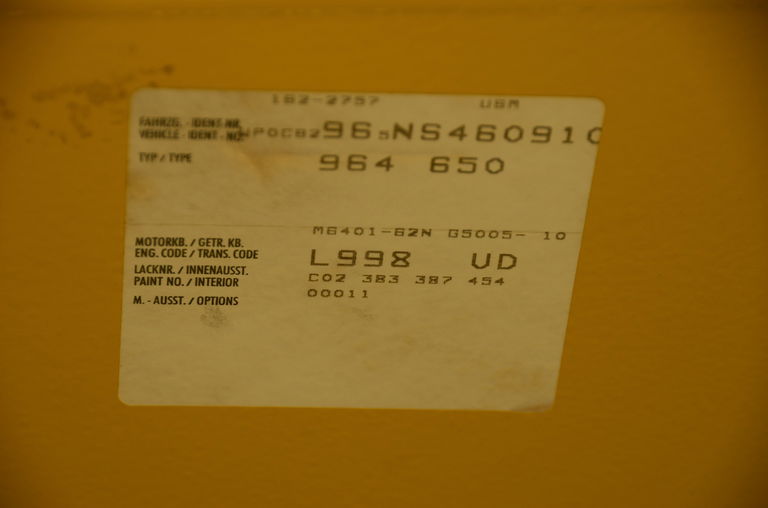 162-2757 USA
FAHRZG. - IDENT-NR.
VEHICLE - IDENT - NO. WP0CB296 5NS460910
TYP / TYPE 964 650
M6401-62N G5005- 10
MOTORKB. / GETR. KB.
ENG. CODE / TRANS. CODE L998 UD
LACKNR. / INNENAUSST.
PAINT NO. / INTERIOR C02 383 387 454
M. - AUSST. / OPTIONS 00011